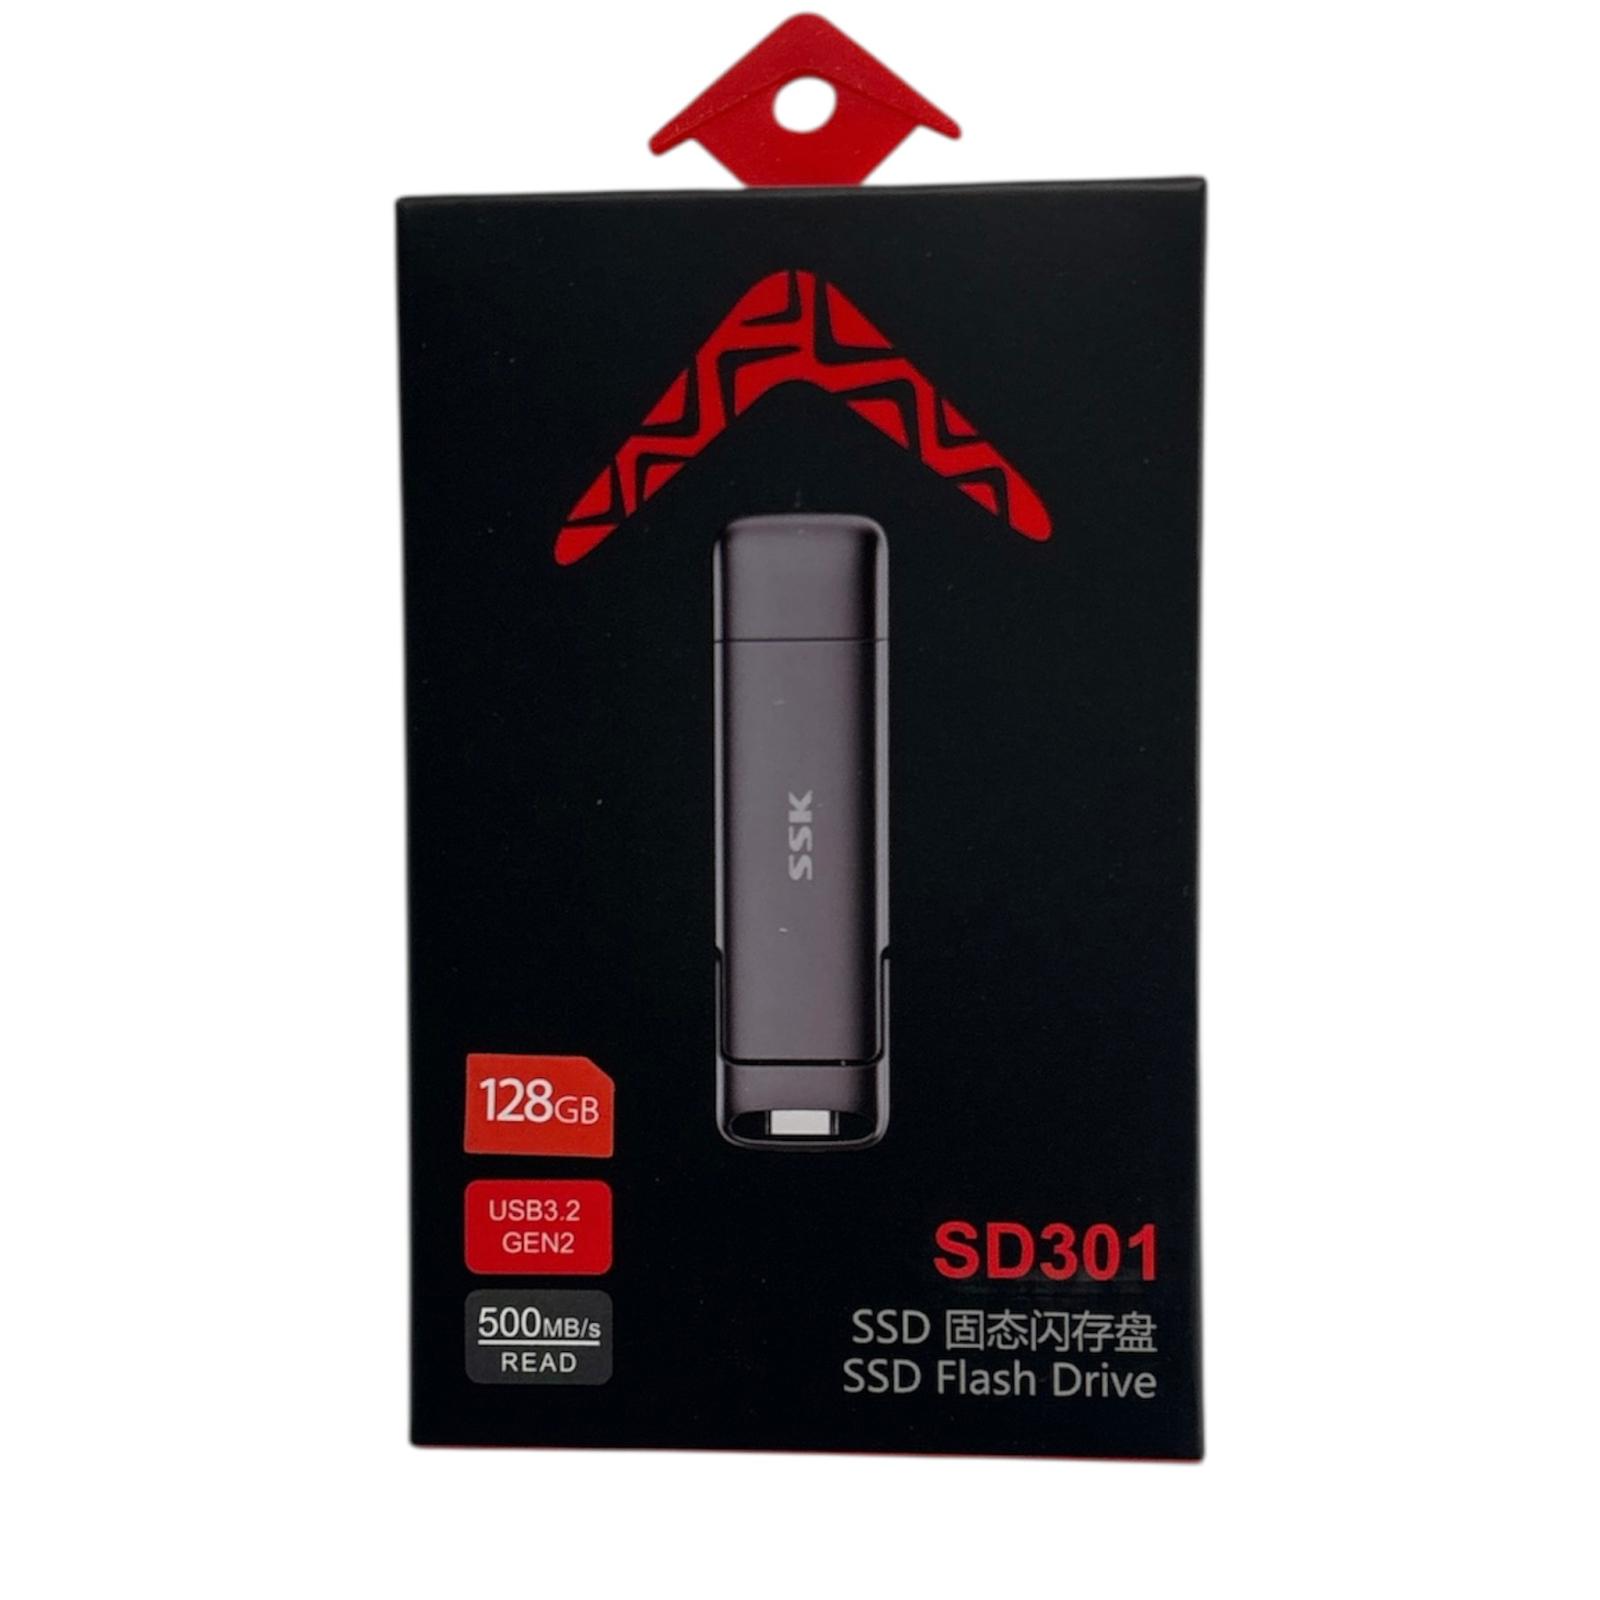 SSK
128GB
USB3.2
GEN2
500MB/s
READ
SD301
SSD 固态闪存盘
SSD Flash Drive